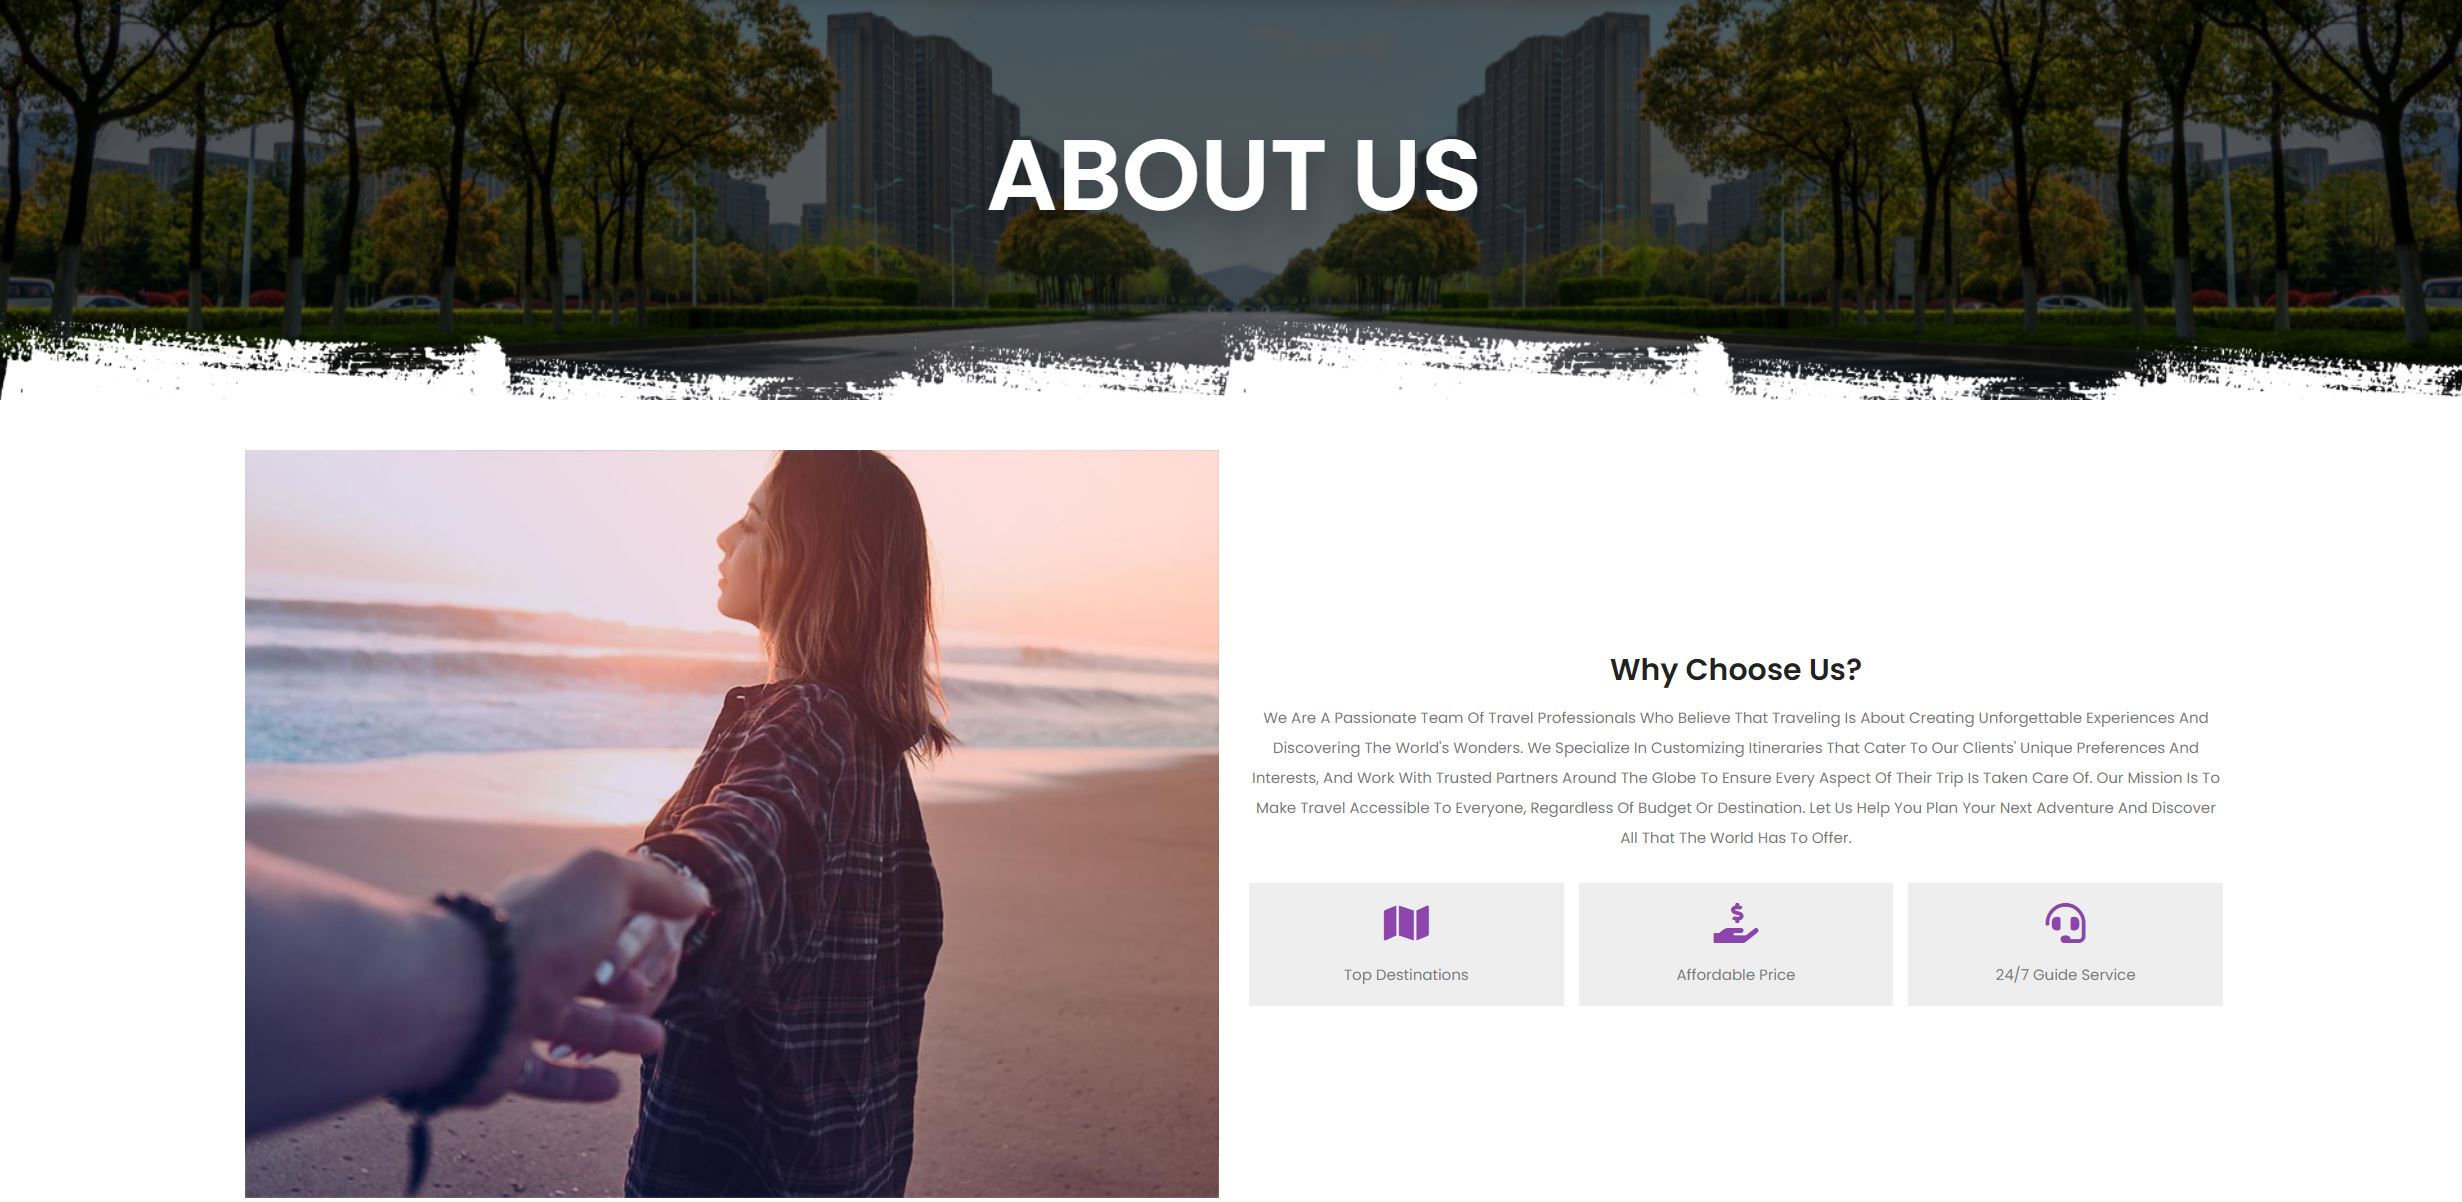 ABOUT US
Why Choose Us?
We Are A Passionate Team Of Travel Professionals Who Believe That Traveling Is About Creating Unforgettable Experiences And
Discovering The World's Wonders. We Specialize In Customizing Itineraries That Cater To Our Clients' Unique Preferences And
Interests, And Work With Trusted Partners Around The Globe To Ensure Every Aspect Of Their Trip Is Taken Care Of. Our Mission Is To
Make Travel Accessible To Everyone, Regardless Of Budget Or Destination. Let Us Help You Plan Your Next Adventure And Discover
All That The World Has To Offer.
Top Destinations
Affordable Price
24/7 Guide Service